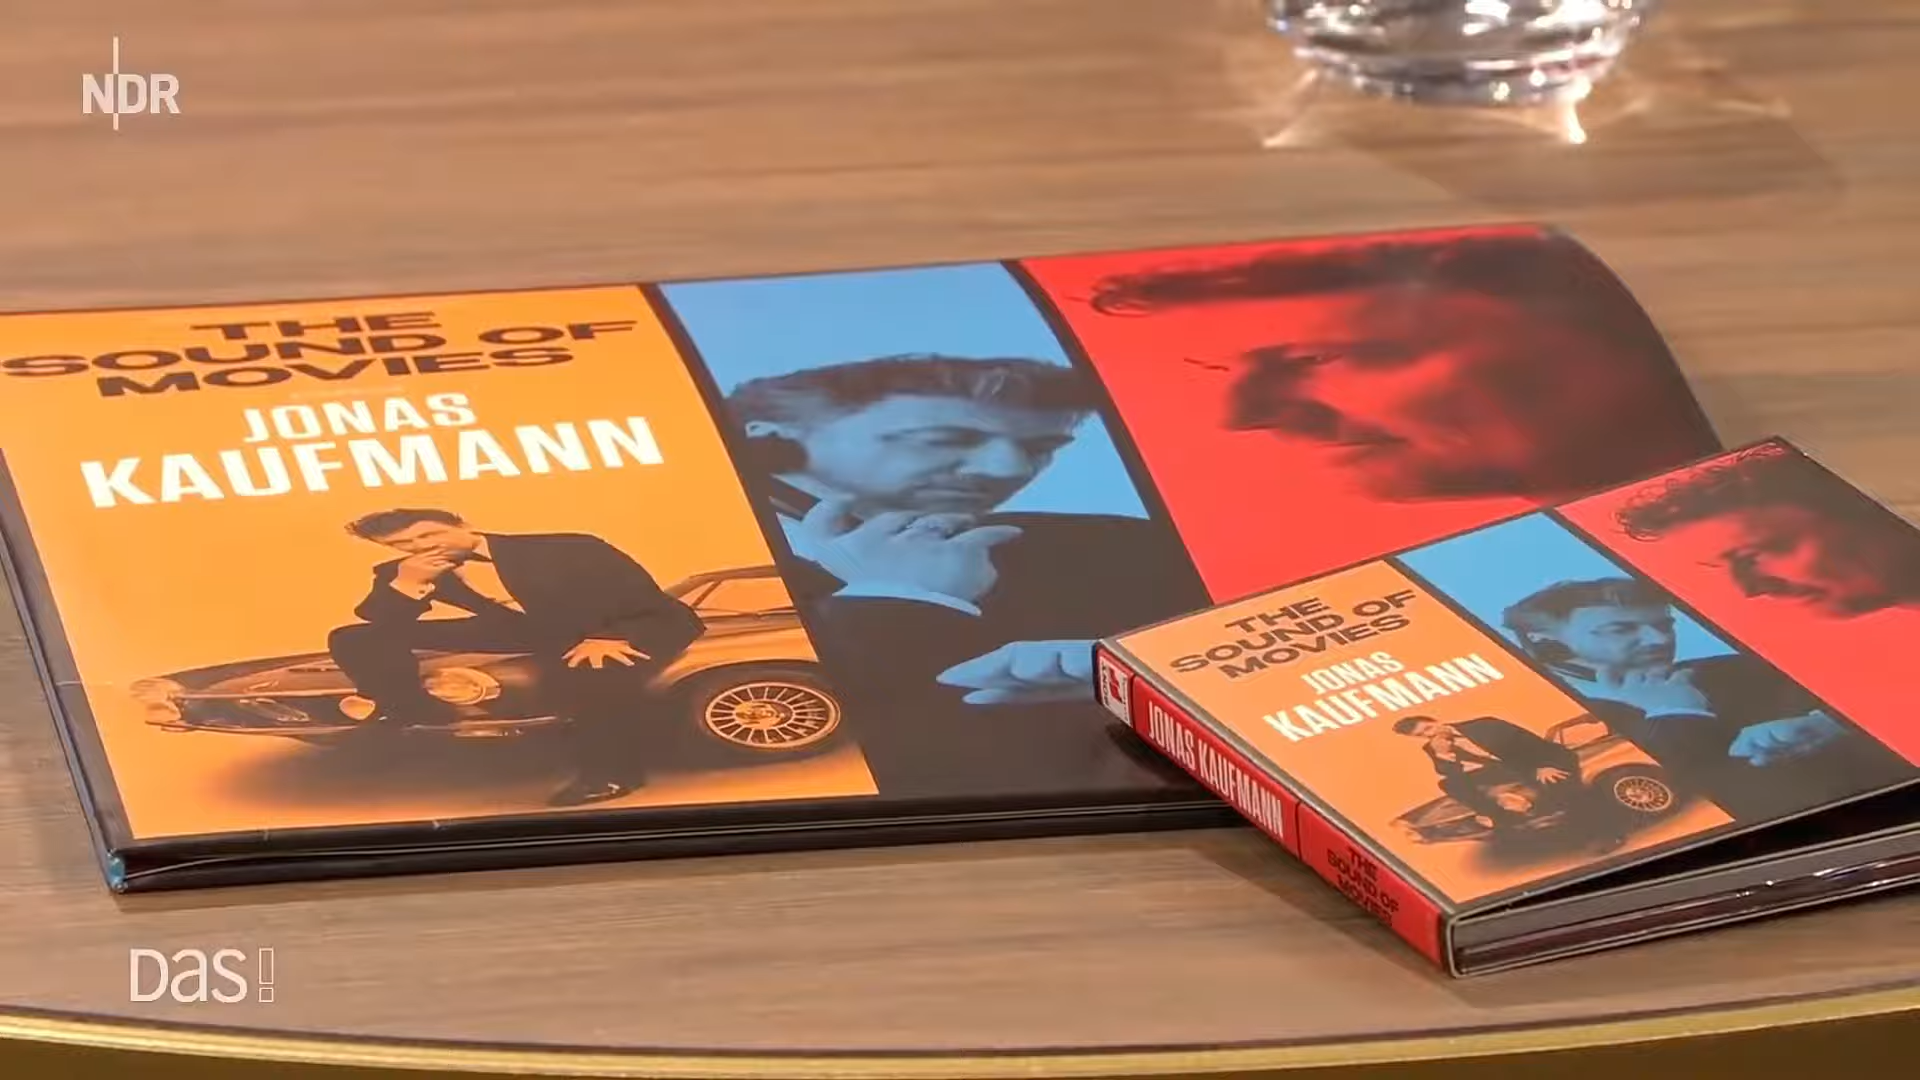 NDR
THE
SOUND OF
MOVIES
JONAS
KAUFMANN
THE
SOUND OF
MOVIES
JONAS
KAUFMANN
JONAS KAUFMANN
THE
SOUND OF
MOVIES
Das!